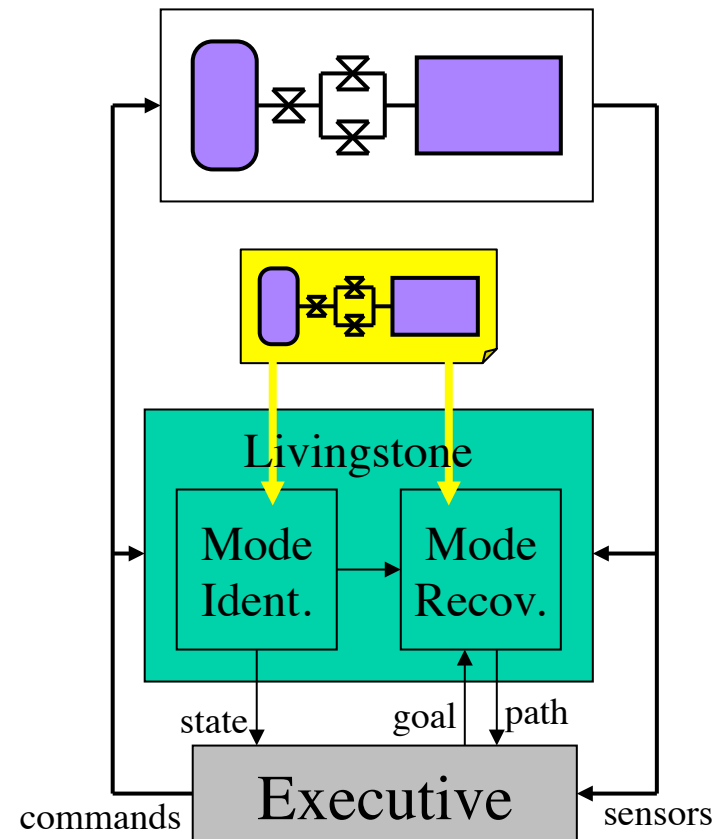 Livingstone
Mode
Ident.
Mode
Recov.
state
goal
path
Executive
commands
sensors